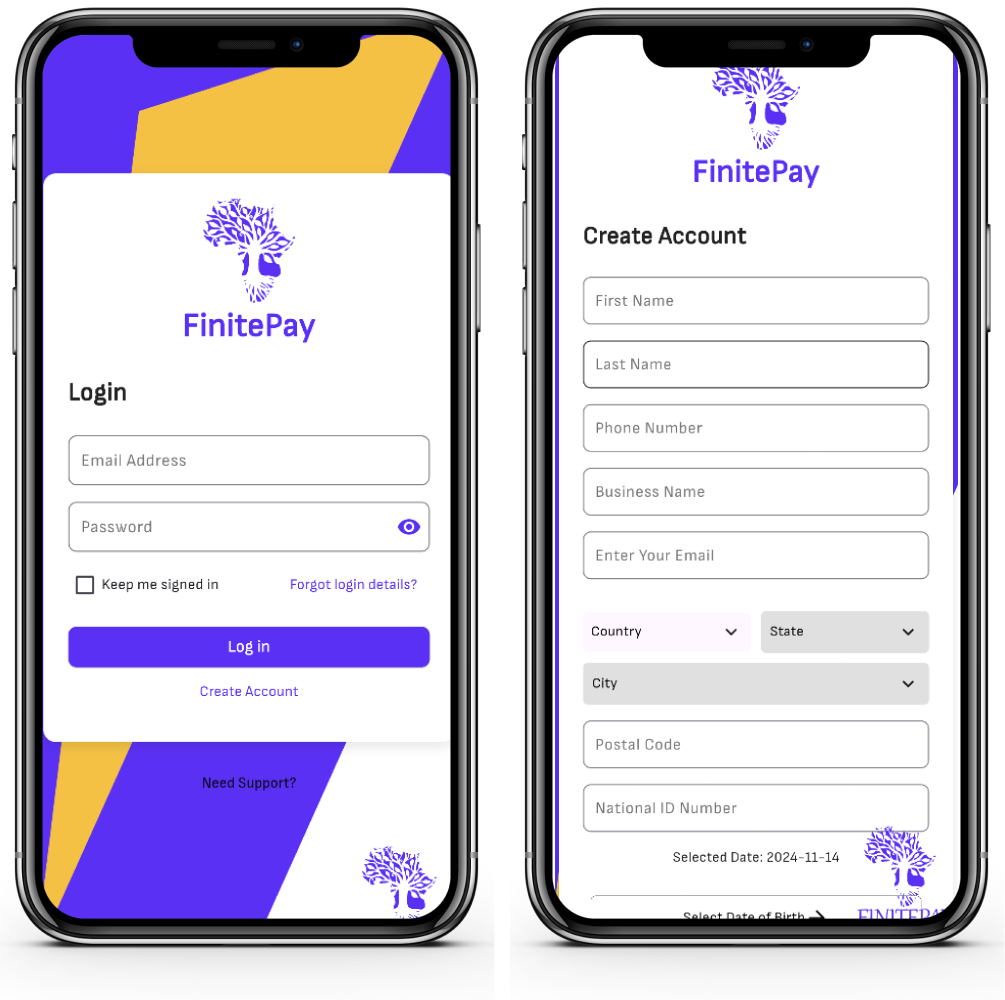 FinitePay
Login
Email Address
Password
Keep me signed in
Forgot login details?
Log in
Create Account
Need Support?
FinitePay
Create Account
First Name
Last Name
Phone Number
Business Name
Enter Your Email
Country
State
City
Postal Code
National ID Number
Selected Date: 2024-11-14
Select Date of Birth →
FINITEPAY